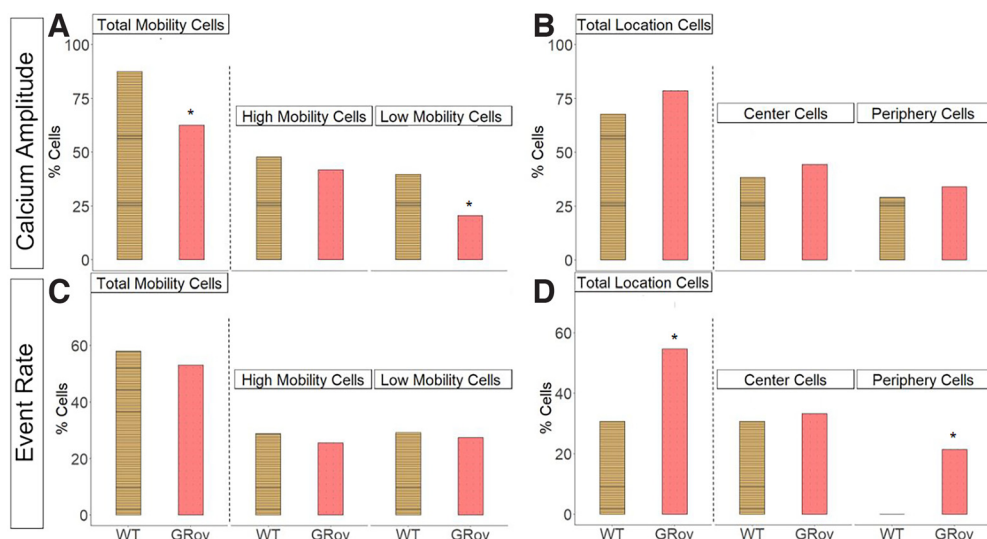 A
B
Total Mobility Cells
Total Location Cells
Calcium Amplitude
% Cells
100
75
50
25
0
*
High Mobility Cells
Low Mobility Cells
*
% Cells
100
75
50
25
0
Center Cells
Periphery Cells
C
D
Total Mobility Cells
Total Location Cells
Event Rate
% Cells
60
40
20
0
High Mobility Cells
Low Mobility Cells
% Cells
60
40
20
0
*
Center Cells
Periphery Cells
*
WT
GRov
WT
GRov
WT
GRov
WT
GRov
WT
GRov
WT
GRov